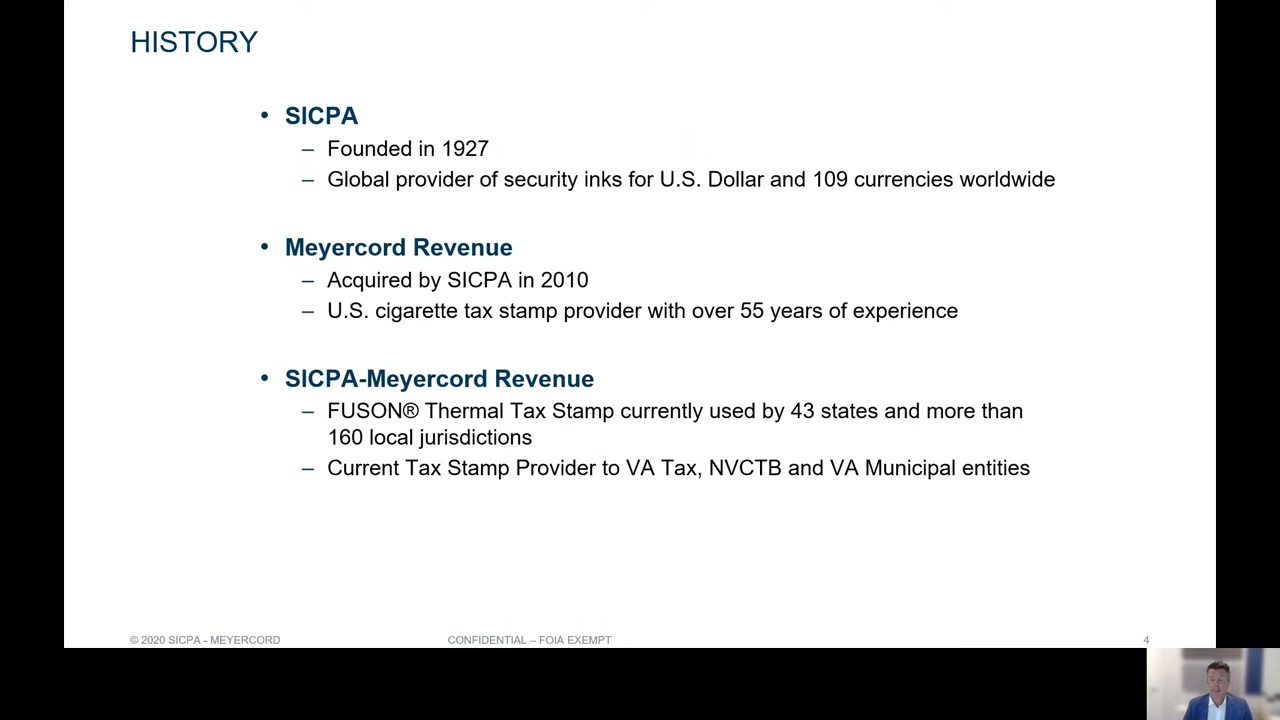 HISTORY
• SICPA
– Founded in 1927
– Global provider of security inks for U.S. Dollar and 109 currencies worldwide
• Meyercord Revenue
– Acquired by SICPA in 2010
– U.S. cigarette tax stamp provider with over 55 years of experience
• SICPA-Meyercord Revenue
– FUSON® Thermal Tax Stamp currently used by 43 states and more than
160 local jurisdictions
– Current Tax Stamp Provider to VA Tax, NVCTB and VA Municipal entities
© 2020 SICPA - MEYERCORD CONFIDENTIAL – FOIA EXEMPT 4